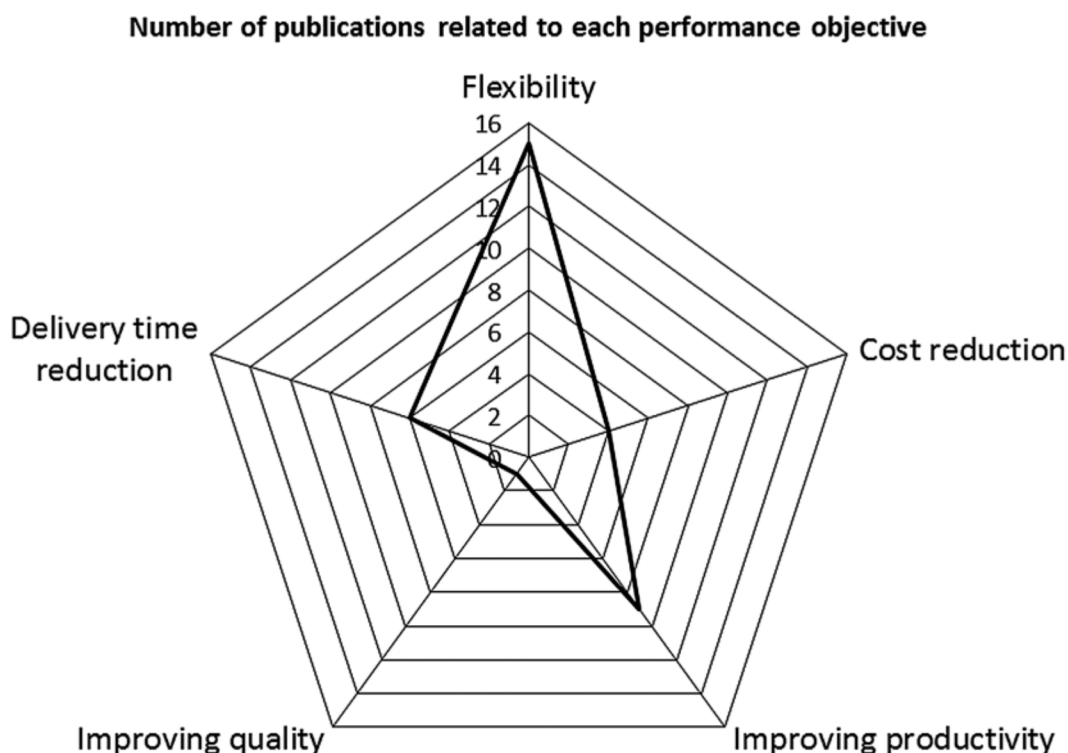 Number of publications related to each performance objective
Flexibility
16
14
12
10
8
6
4
2
0
Delivery time
reduction
Cost reduction
Improving quality
Improving productivity